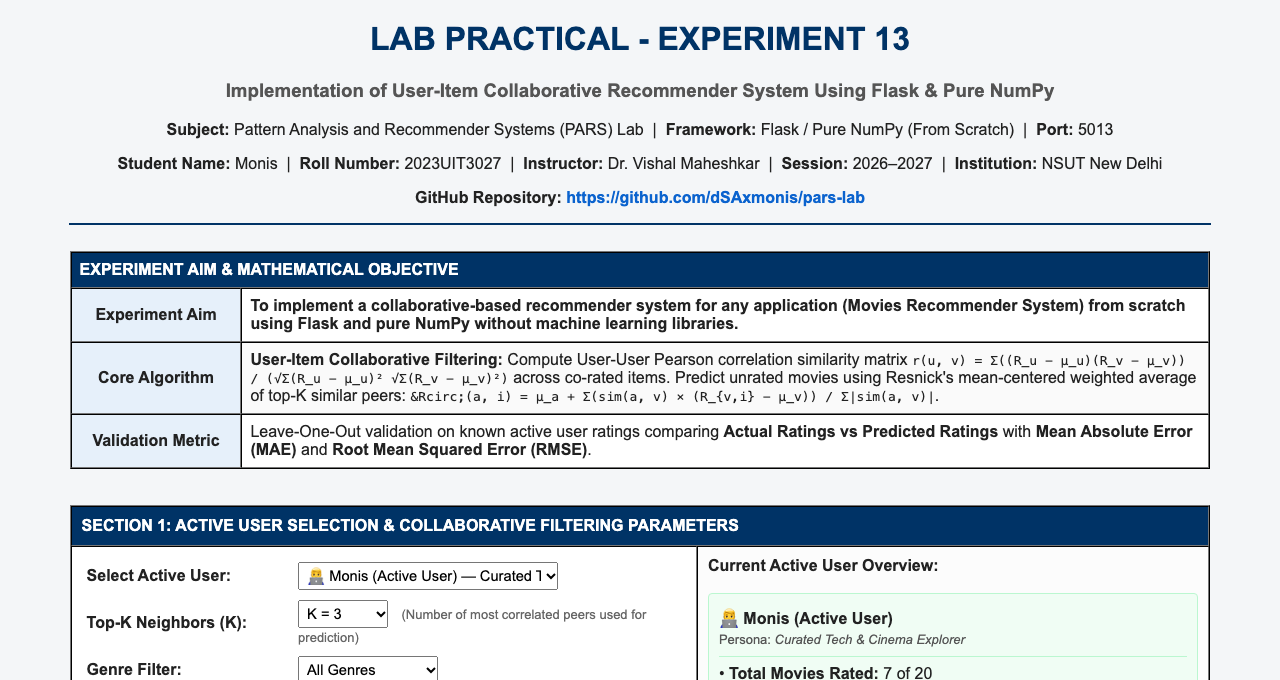 LAB PRACTICAL - EXPERIMENT 13
Implementation of User-Item Collaborative Recommender System Using Flask & Pure NumPy
Subject: Pattern Analysis and Recommender Systems (PARS) Lab | Framework: Flask / Pure NumPy (From Scratch) | Port: 5013
Student Name: Monis | Roll Number: 2023UIT3027 | Instructor: Dr. Vishal Maheshkar | Session: 2026–2027 | Institution: NSUT New Delhi
GitHub Repository: https://github.com/dSAxmonis/pars-lab
EXPERIMENT AIM & MATHEMATICAL OBJECTIVE
Experiment Aim
To implement a collaborative-based recommender system for any application (Movies Recommender System) from scratch
using Flask and pure NumPy without machine learning libraries.
Core Algorithm
User-Item Collaborative Filtering: Compute User-User Pearson correlation similarity matrix r(u, v) = Σ((R_u − μ_u)(R_v − μ_v))
/ (√Σ(R_u − μ_u)² √Σ(R_v − μ_v)²) across co-rated items. Predict unrated movies using Resnick's mean-centered weighted average
of top-K similar peers: &Rcirc;(a, i) = μ_a + Σ(sim(a, v) × (R_{v,i} − μ_v)) / Σ|sim(a, v)|.
Validation Metric
Leave-One-Out validation on known active user ratings comparing Actual Ratings vs Predicted Ratings with Mean Absolute Error
(MAE) and Root Mean Squared Error (RMSE).
SECTION 1: ACTIVE USER SELECTION & COLLABORATIVE FILTERING PARAMETERS
Select Active User:
Monis (Active User) — Curated T
Top-K Neighbors (K):
K = 3
(Number of most correlated peers used for
prediction)
Genre Filter:
All Genres
Current Active User Overview:
Monis (Active User)
Persona: Curated Tech & Cinema Explorer
• Total Movies Rated: 7 of 20